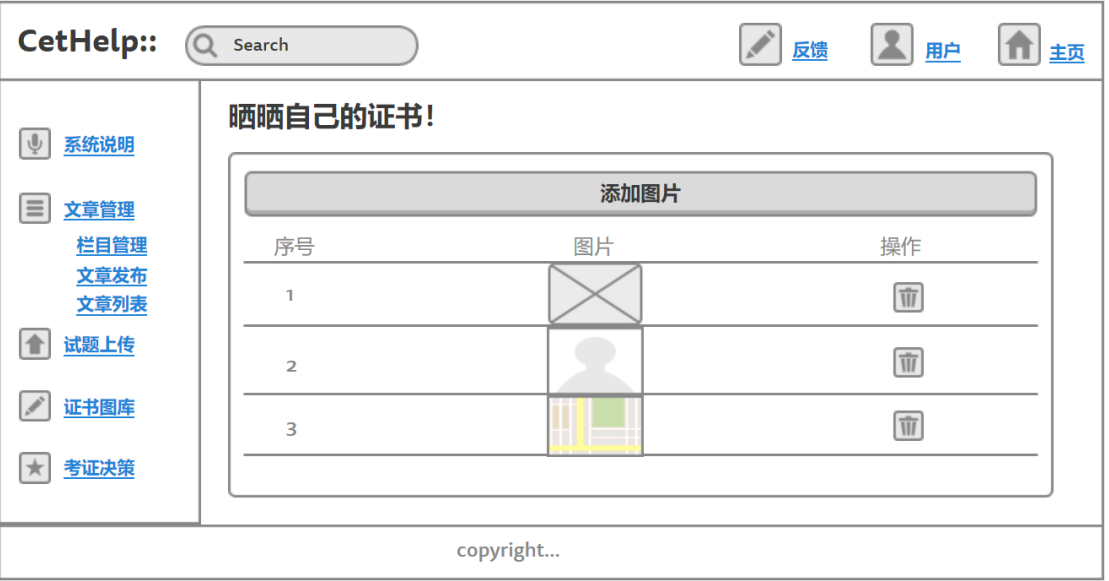 CetHelp::
Search
反馈
用户
主页
系统说明
文章管理
栏目管理
文章发布
文章列表
试题上传
证书图库
考证决策
晒晒自己的证书！
添加图片
序号 图片 操作
1
2
3
copyright...